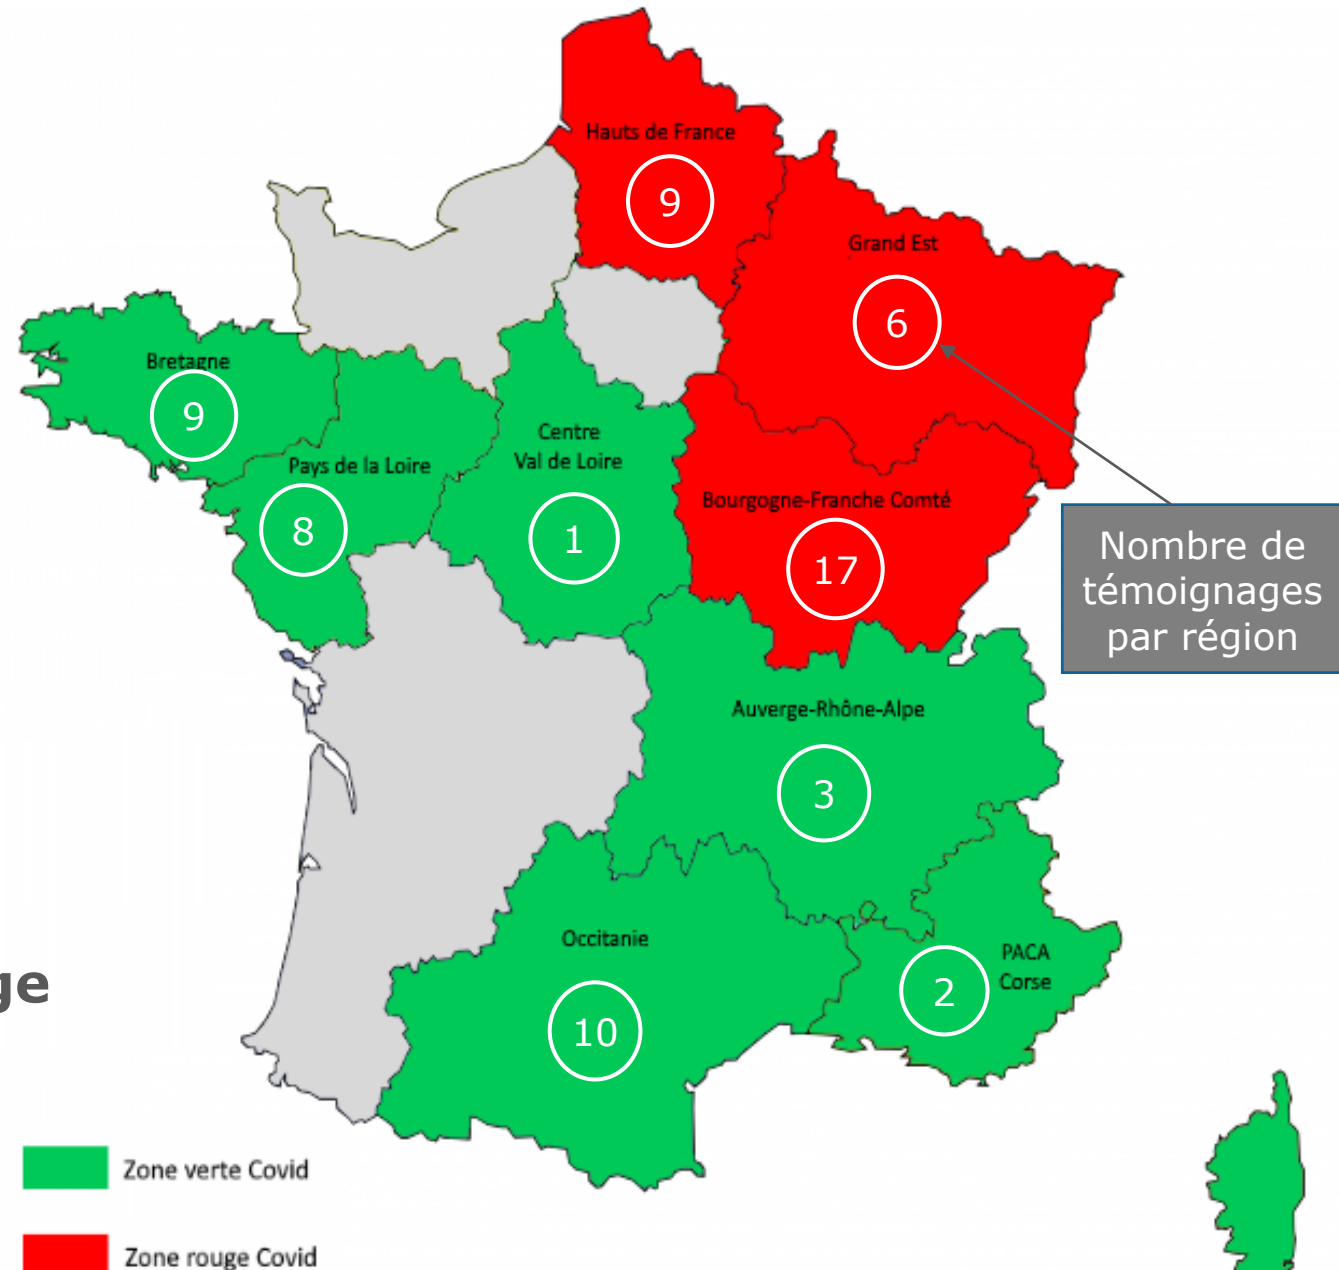 Hauts de France
9
Grand Est
6
Bretagne
9
Centre
Val de Loire
1
Pays de la Loire
8
Bourgogne-Franche Comté
17
Nombre de
témoignages
par région
Auverge-Rhône-Alpe
3
Occitanie
10
PACA
Corse
2
ge
Zone verte Covid
Zone rouge Covid